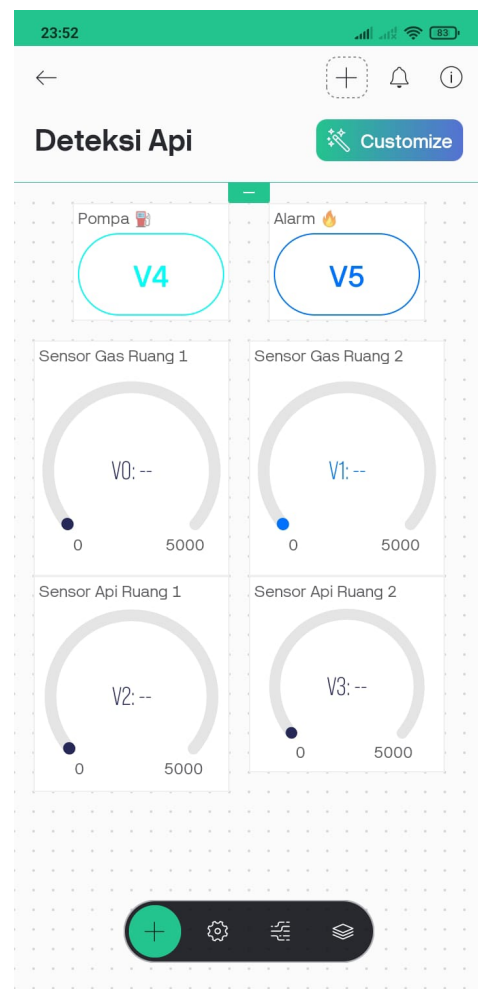 23:52
83
Deteksi Api
Customize
Pompa ⛽
Alarm 🔥
V4
V5
Sensor Gas Ruang 1
Sensor Gas Ruang 2
V0: --
V1: --
0
5000
0
5000
Sensor Api Ruang 1
Sensor Api Ruang 2
V2: --
V3: --
0
5000
0
5000